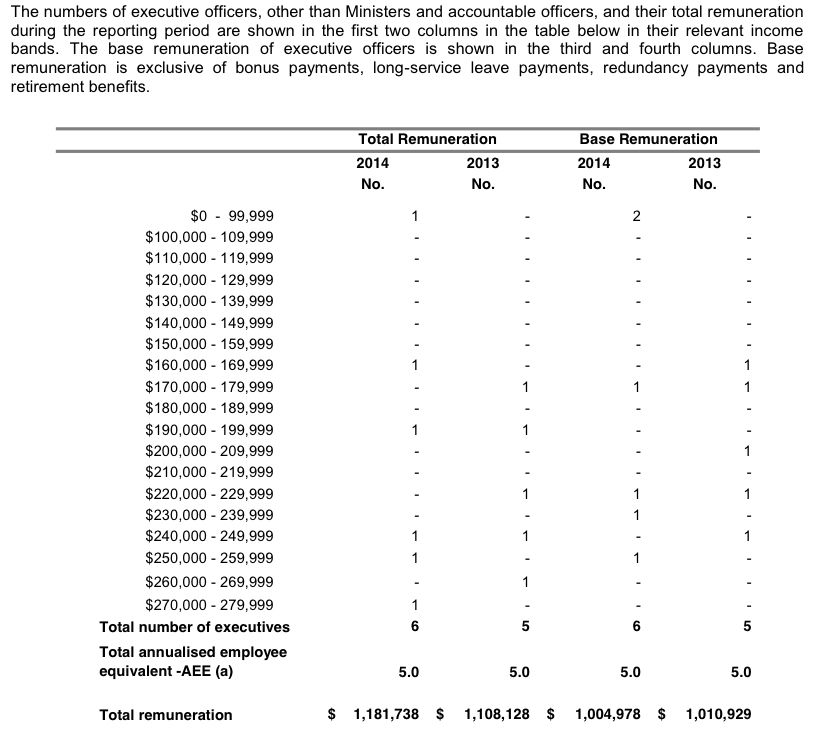 The numbers of executive officers, other than Ministers and accountable officers, and their total remuneration
during the reporting period are shown in the first two columns in the table below in their relevant income
bands. The base remuneration of executive officers is shown in the third and fourth columns. Base
remuneration is exclusive of bonus payments, long-service leave payments, redundancy payments and
retirement benefits.
Total Remuneration Base Remuneration
2014 2013 2014 2013
No. No. No. No.
$0 - 99,999 1 - 2 -
$100,000 - 109,999 - - - -
$110,000 - 119,999 - - - -
$120,000 - 129,999 - - - -
$130,000 - 139,999 - - - -
$140,000 - 149,999 - - - -
$150,000 - 159,999 - - - -
$160,000 - 169,999 1 - - 1
$170,000 - 179,999 - 1 1 1
$180,000 - 189,999 - - - -
$190,000 - 199,999 1 1 - -
$200,000 - 209,999 - - - 1
$210,000 - 219,999 - - - -
$220,000 - 229,999 - 1 1 1
$230,000 - 239,999 - - 1 -
$240,000 - 249,999 1 1 - 1
$250,000 - 259,999 1 - 1 -
$260,000 - 269,999 - 1 - -
$270,000 - 279,999 1 - - -
Total number of executives 6 5 6 5
Total annualised employee
equivalent -AEE (a) 5.0 5.0 5.0 5.0
Total remuneration $ 1,181,738 $ 1,108,128 $ 1,004,978 $ 1,010,929